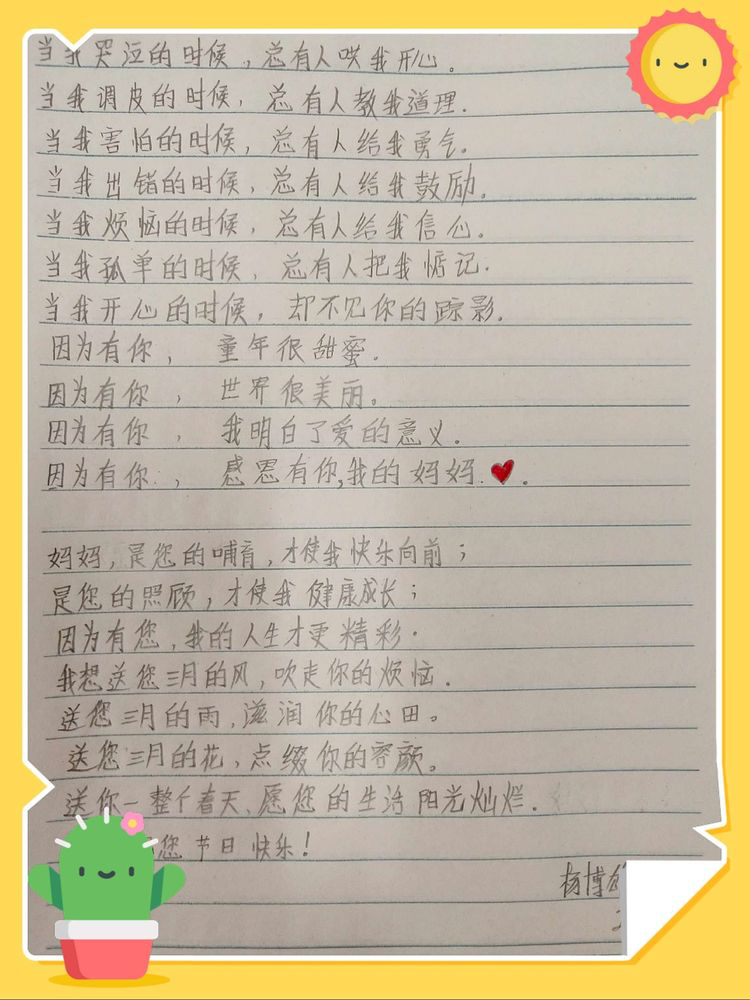 当我哭泣的时候，总有人哄我开心。
当我调皮的时候，总有人教我道理.
当我害怕的时候，总有人给我勇气。
当我出错的时候，总有人给我鼓励.
当我烦恼的时候，总有人给我信心.
当我孤单的时候，总有人把我惦记.
当我开心的时候，却不见你的踪影.
因为有你，童年很甜蜜.
因为有你，世界很美丽。
因为有你，我明白了爱的意义.
因为有你，感恩有你,我的妈妈.❤.
妈妈,是您的哺育,才使我快乐向前；
是您的照顾,才使我健康成长；
因为有您,我的人生才更精彩.
我想送您三月的风,吹走你的烦恼.
送您三月的雨,滋润你的心田。
送您三月的花,点缀你的容颜。
送你一整个春天、愿您的生活阳光灿烂.
您节日快乐!
杨博